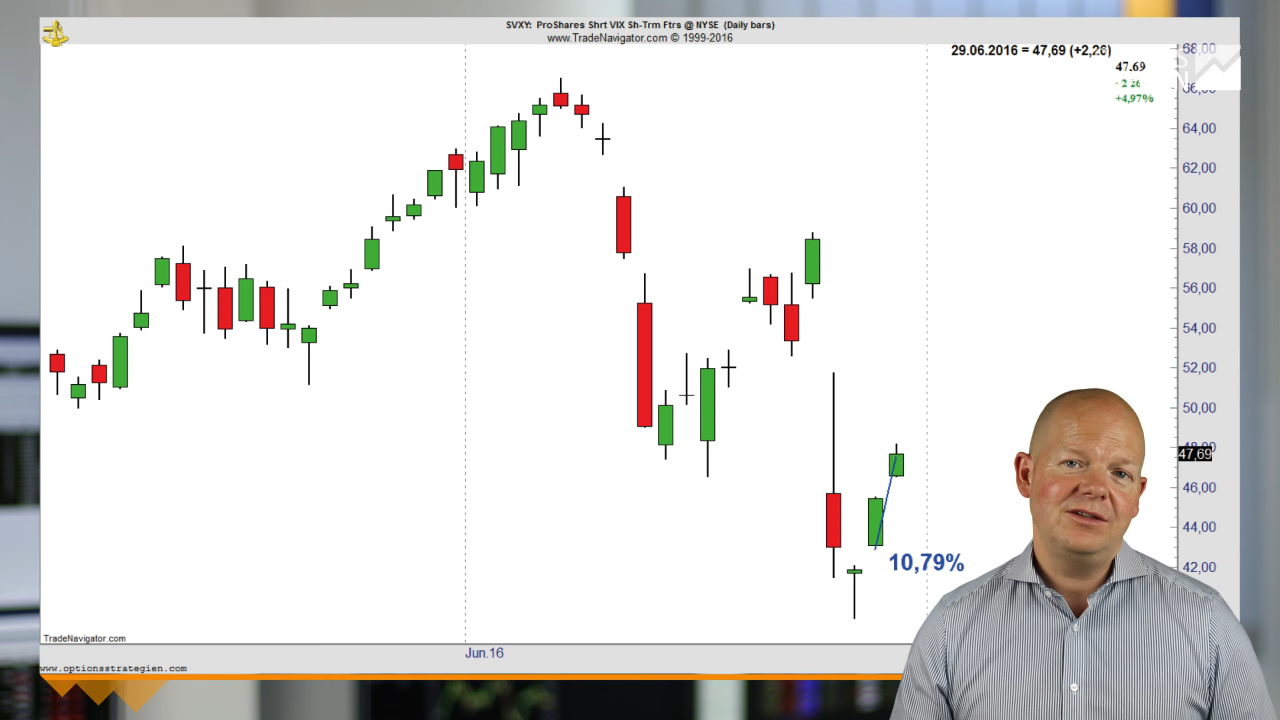 SVXY: ProShares Shrt VIX Sh-Trm Ftrs @ NYSE (Daily bars)
www.TradeNavigator.com © 1999-2016
29.06.2016 = 47,69 (+2,26)
47.69
+4,97%
58,00
64,00
62,00
60,00
58,00
56,00
54,00
52,00
50,00
47,69
46,00
44,00
42,00
10,79%
TradeNavigator.com
Jun.16
www.optionsstrategien.com